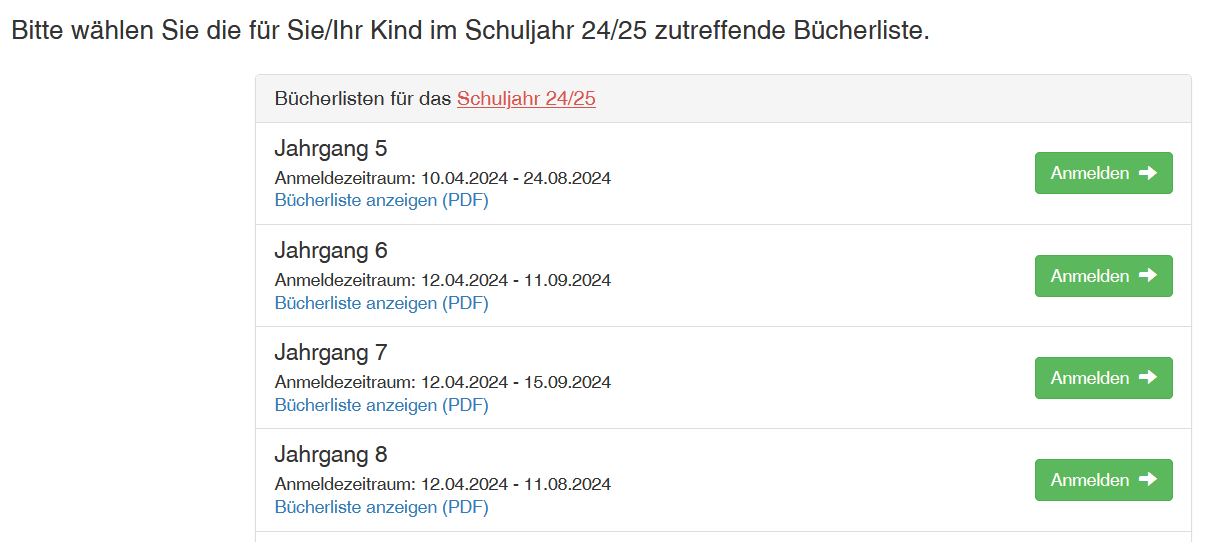 Bitte wählen Sie die für Sie/Ihr Kind im Schuljahr 24/25 zutreffende Bücherliste.
Bücherlisten für das Schuljahr 24/25
Jahrgang 5
Anmeldezeitraum: 10.04.2024 - 24.08.2024
Bücherliste anzeigen (PDF)
Anmelden
Jahrgang 6
Anmeldezeitraum: 12.04.2024 - 11.09.2024
Bücherliste anzeigen (PDF)
Anmelden
Jahrgang 7
Anmeldezeitraum: 12.04.2024 - 15.09.2024
Bücherliste anzeigen (PDF)
Anmelden
Jahrgang 8
Anmeldezeitraum: 12.04.2024 - 11.08.2024
Bücherliste anzeigen (PDF)
Anmelden